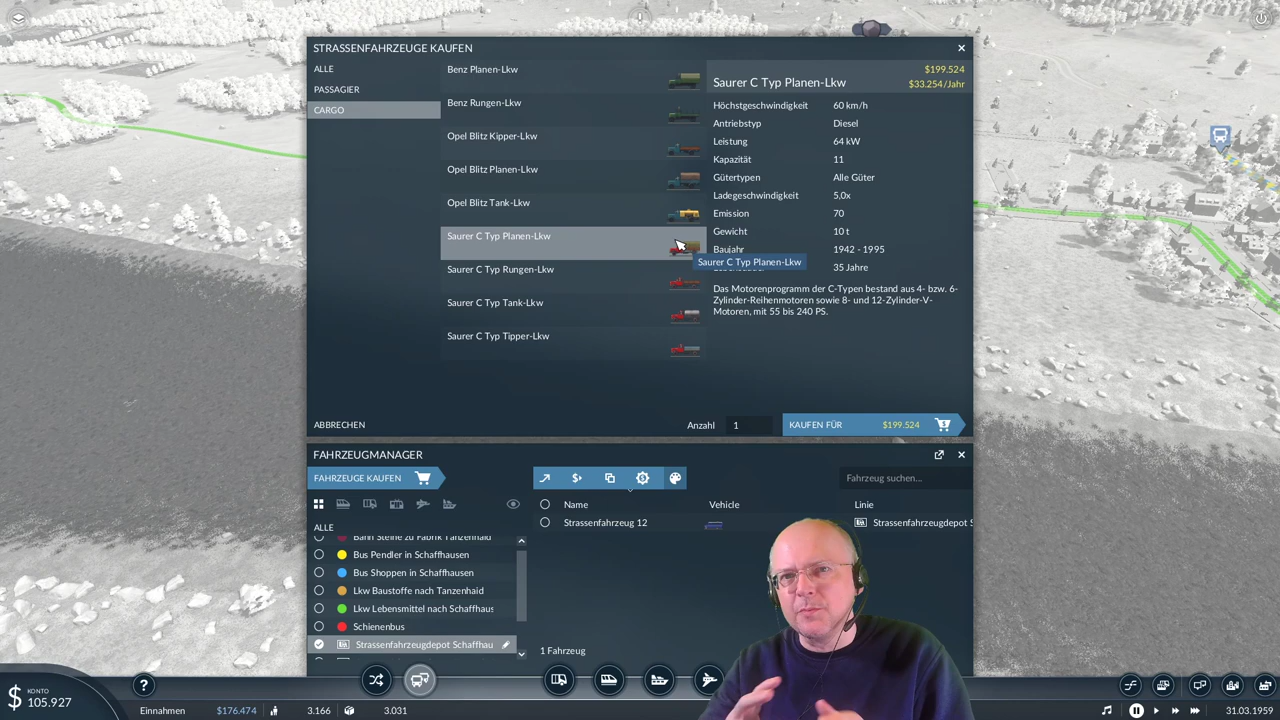 STRASSENFAHRZEUGE KAUFEN
ALLE
PASSAGIER
CARGO
Benz Planen-Lkw
Benz Rungen-Lkw
Opel Blitz Kipper-Lkw
Opel Blitz Planen-Lkw
Opel Blitz Tank-Lkw
Saurer C Typ Planen-Lkw
Saurer C Typ Rungen-Lkw
Saurer C Typ Tank-Lkw
Saurer C Typ Tipper-Lkw
$199.524
Saurer C Typ Planen-Lkw
$33.254/Jahr
Höchstgeschwindigkeit 60 km/h
Antriebstyp Diesel
Leistung 64 kW
Kapazität 11
Gütertypen Alle Güter
Ladegeschwindigkeit 5,0x
Emission 70
Gewicht 10 t
Baujahr 1942 - 1995
Saurer C Typ Planen-Lkw
35 Jahre
Das Motorenprogramm der C-Typen bestand aus 4- bzw. 6-
Zylinder-Reihenmotoren sowie 8- und 12-Zylinder-V-
Motoren, mit 55 bis 240 PS.
ABBRECHEN
Anzahl 1
KAUFEN FÜR $199.524
FAHRZEUGMANAGER
FAHRZEUGE KAUFEN
Fahrzeug suchen...
ALLE
Bahn Steine zu Fabrik Tanzenhaid
Bus Pendler in Schaffhausen
Bus Shoppen in Schaffhausen
Lkw Baustoffe nach Tanzenhaid
Lkw Lebensmittel nach Schaffhaus
Schienenbus
Strassenfahrzeugdepot Schaffhau
Name Vehicle Linie
Strassenfahrzeug 12 Strassenfahrzeugdepot S
1 Fahrzeug
KONTO
$ 105.927
?
Einnahmen $176.474 3.166 3.031
31.03.1959